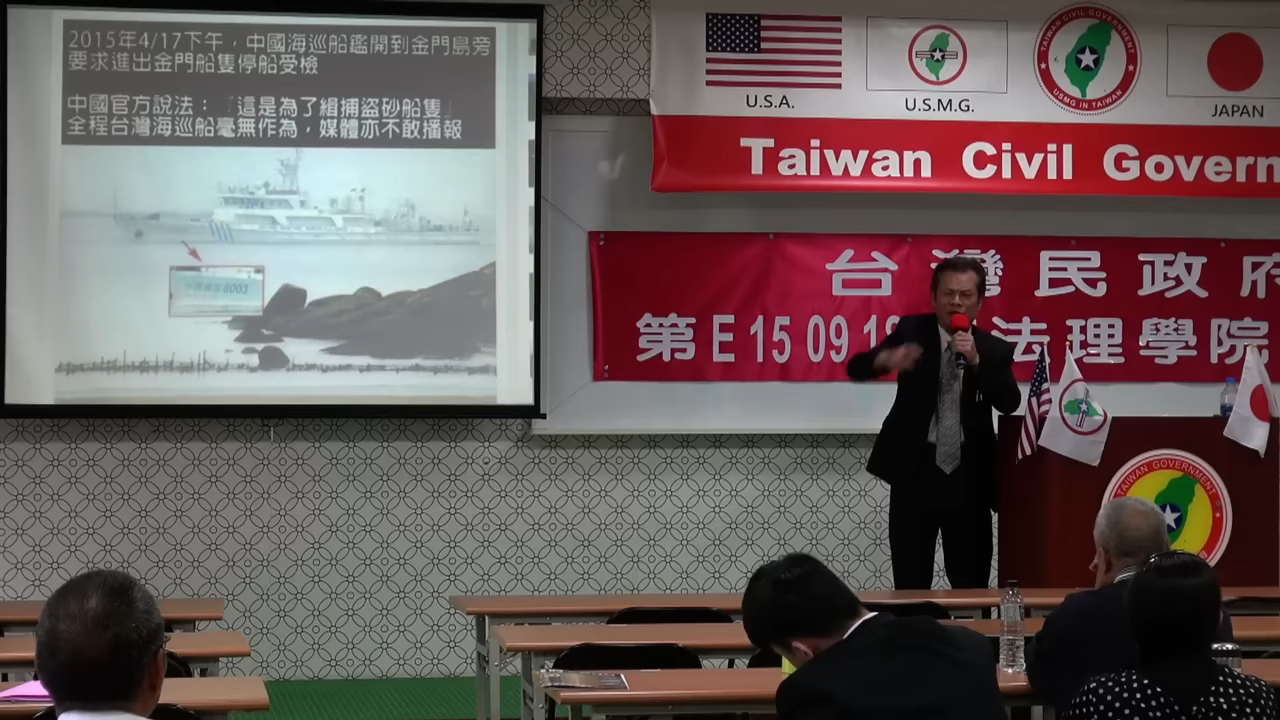 2015年4/17下午，中國海巡船艦開到金門島旁
要求進出金門船隻停船受檢
中國官方說法：『這是為了緝捕盜砂船隻』
全程台灣海巡船毫無作為，媒體亦不敢播報
8003
U.S.A.
U.S.M.G.
TAIWAN CIVIL GOVERNMENT
USMG IN TAIWAN
JAPAN
Taiwan Civil Govern
台灣民政府
第E 15 09 1
法理學院
TAIWAN GOVERNMENT